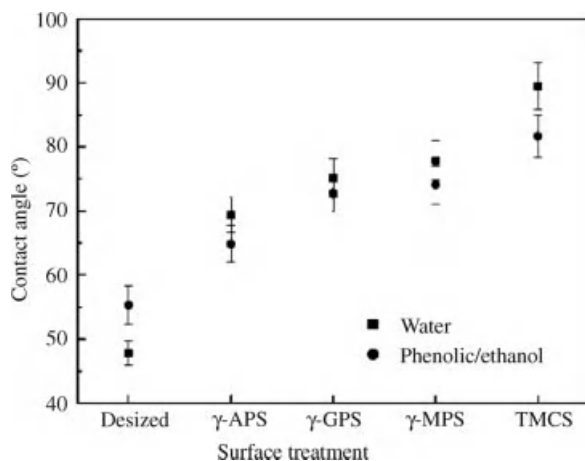 100
90
80
70
60
50
40
Contact angle (º)
Water
Phenolic/ethanol
Desized γ-APS γ-GPS γ-MPS TMCS
Surface treatment